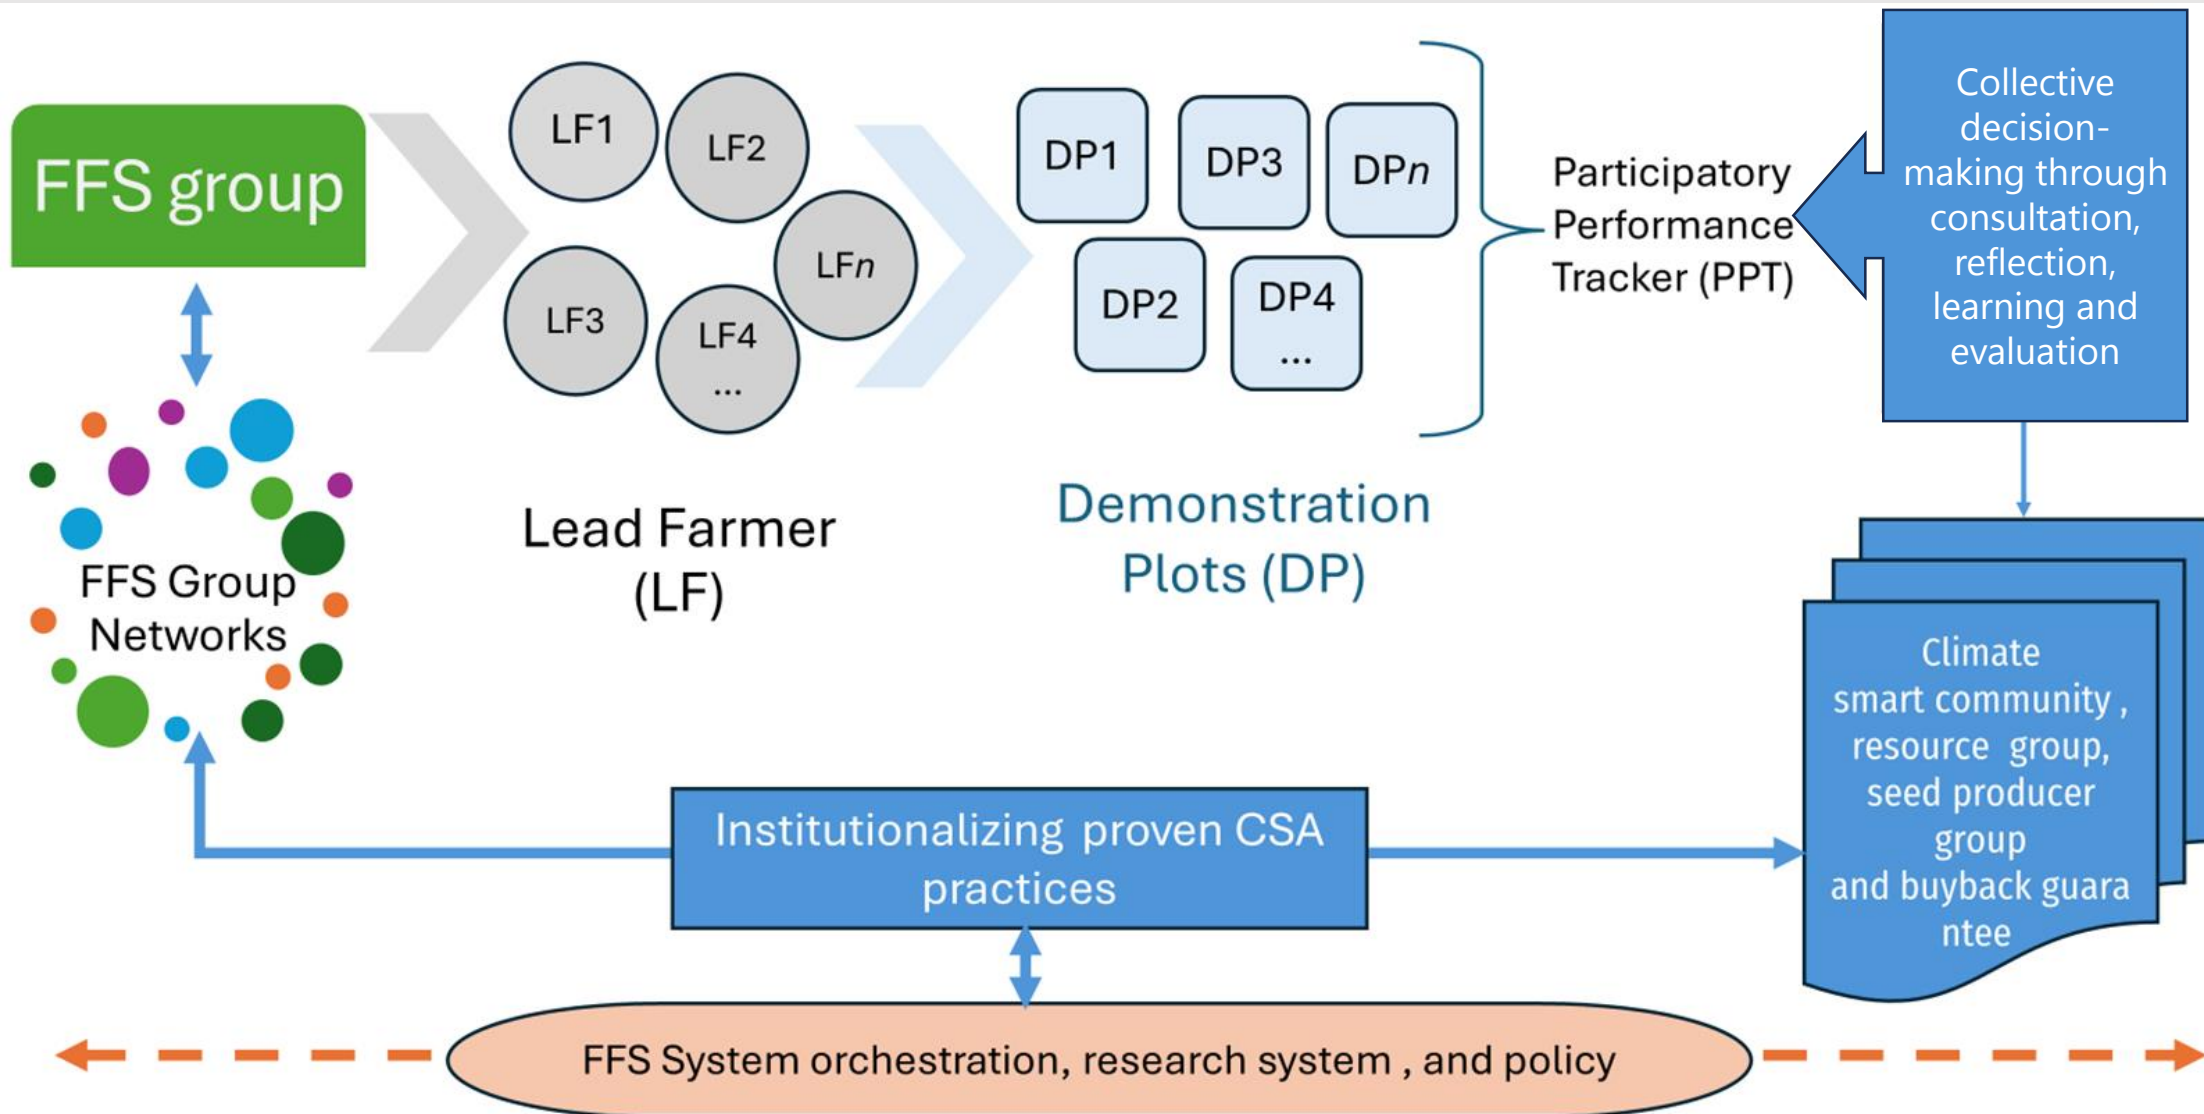 FFS group
LF1
LF2
LFn
LF3
LF4
...
Lead Farmer
(LF)
DP1
DP3
DPn
DP2
DP4
...
Demonstration
Plots (DP)
Participatory
Performance
Tracker (PPT)
Collective
decision-
making through
consultation,
reflection,
learning and
evaluation
FFS Group
Networks
Climate
smart community ,
resource group,
seed producer
group
and buyback guara
ntee
Institutionalizing proven CSA
practices
FFS System orchestration, research system , and policy